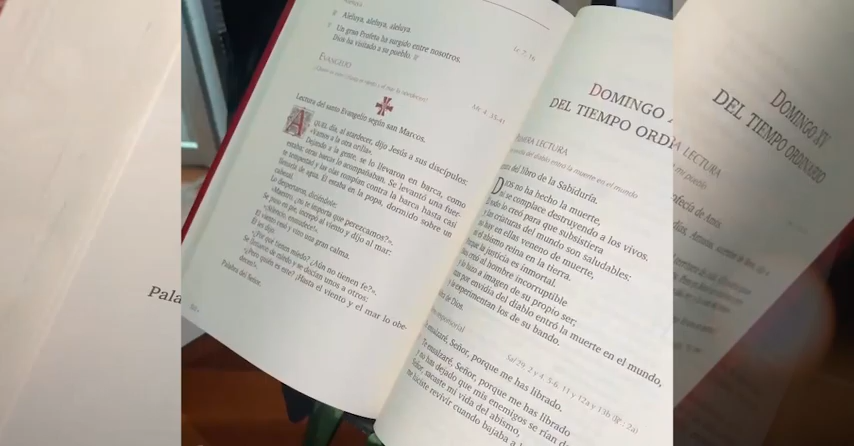 Aleluya, aleluya, aleluya
Un gran Profeta ha surgido entre nosotros.
Dios ha visitado a su pueblo. ℟
Lc 7, 16
EVANGELIO
Mc 4, 35-41
Lectura del santo Evangelio según san Marcos.
AQUEL día, al atardecer, dijo Jesús a sus discípulos:
«Vamos a la otra orilla».
Dejando a la gente, se lo llevaron en barca, como
estaba; otras barcas lo acompañaban. Se levantó una fuer-
te tempestad y las olas rompían contra la barca hasta casi
llenarla de agua. Él estaba en la popa, dormido sobre un
cabezal.
Lo despertaron, diciéndole:
«Maestro, ¿no te importa que perezcamos?».
Se puso en pie, increpó al viento y dijo al mar:
«¡Silencio, enmudece!».
El viento cesó y vino una gran calma.
Él les dijo:
«¿Por qué tienen miedo? ¿Aún no tienen fe?».
Se llenaron de miedo y se decían unos a otros:
«¿Pero quién es este? ¡Hasta el viento y el mar lo obe-
decen!».
Palabra del Señor.
DOMINGO
DEL TIEMPO ORDI
LECTURA
del diablo entró la muerte en el mundo
del libro de la Sabiduría.
DIOS no ha hecho la muerte,
ni se complace destruyendo a los vivos.
todo lo creó para que subsistiera
y las criaturas del mundo son saludables:
no hay en ellas veneno de muerte,
ni el abismo reina en la tierra.
Porque la justicia es inmortal.
Dios creó al hombre incorruptible
y lo hizo a imagen de su propio ser;
mas por envidia del diablo entró la muerte en el mundo,
y la experimentan los de su bando.
Sal 29, 2 y 4. 5-6. 11 y 12a y 13b (℟: 2a)
ensalzaré, Señor, porque me has librado.
Te ensalzaré, Señor, porque me has librado
y no has dejado que mis enemigos se rían de
Señor, sacaste mi vida del abismo,
me hiciste revivir cuando bajaba a
Pala
DOMINGO XV
DEL TIEMPO ORDINARIO
LECTURA